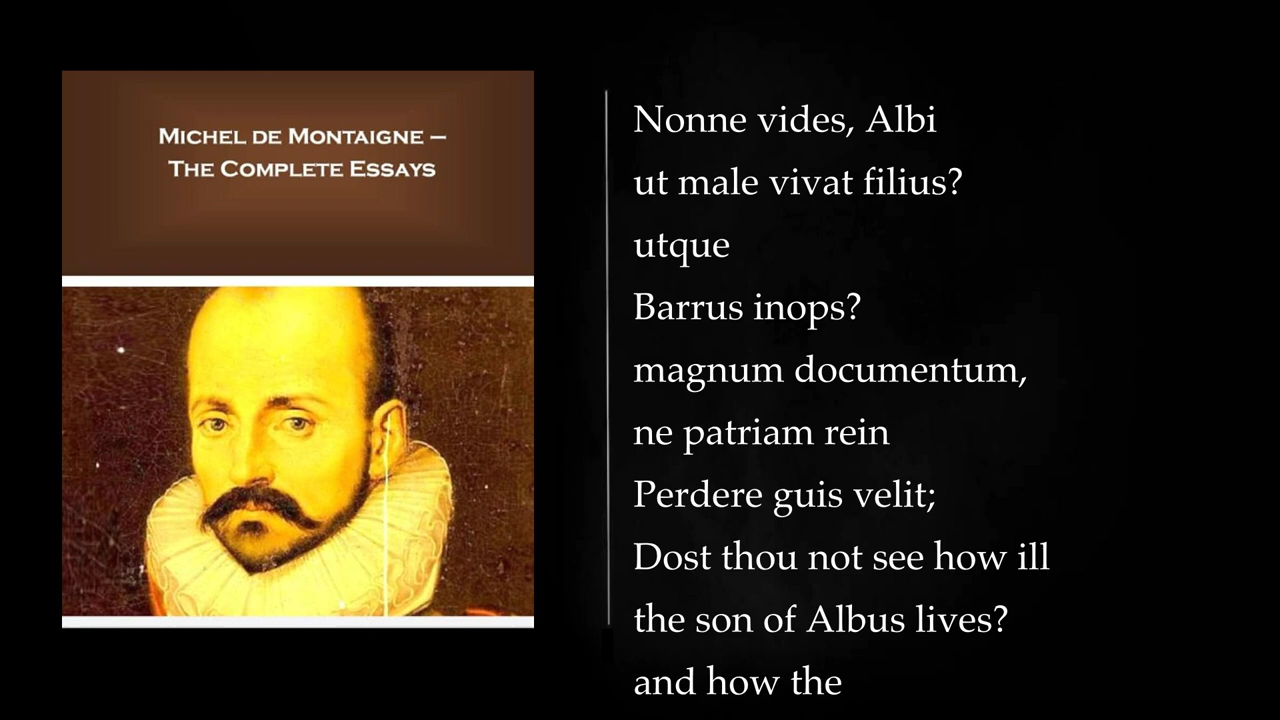 MICHEL DE MONTAIGNE –
THE COMPLETE ESSAYS
Nonne vides, Albi
ut male vivat filius?
utque
Barrus inops?
magnum documentum,
ne patriam rein
Perdere guis velit;
Dost thou not see how ill
the son of Albus lives?
and how the